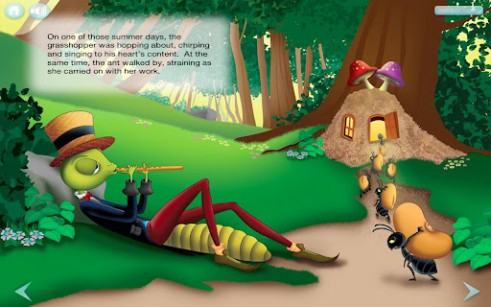 On one of those summer days, the
grasshopper was hopping about, chirping
and singing to his heart's content.  At the
same time, the ant walked by, straining as
she carried on with her work.